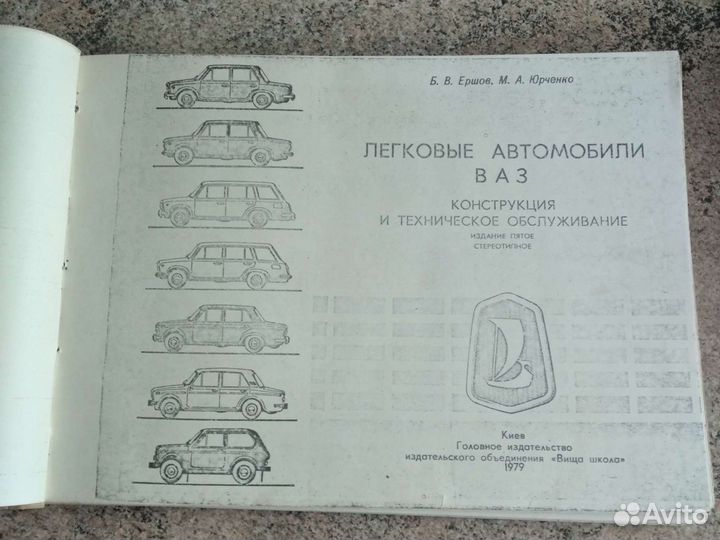 Б. В. Ершов, М. А. Юрченко
ЛЕГКОВЫЕ АВТОМОБИЛИ
ВАЗ
КОНСТРУКЦИЯ
И ТЕХНИЧЕСКОЕ ОБСЛУЖИВАНИЕ
ИЗДАНИЕ ПЯТОЕ
СТЕРЕОТИПНОЕ
Киев
Головное издательство
издательского объединения «Вища школа»
1979
Avito